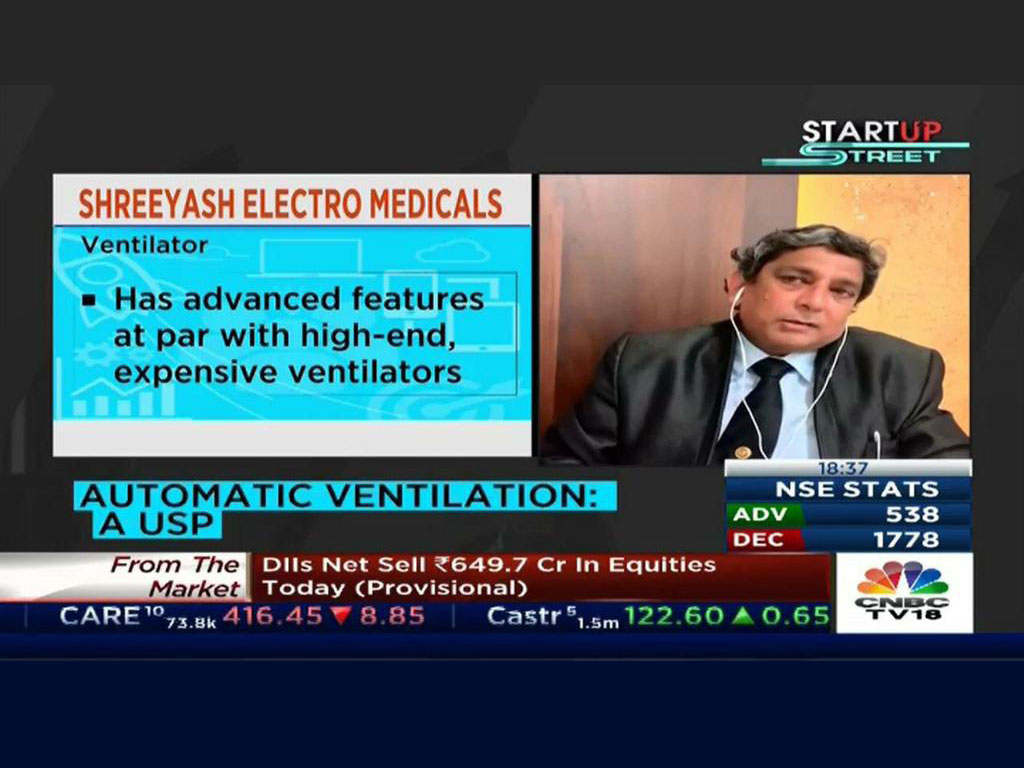 STARTUP
STREET
SHREEYASH ELECTRO MEDICALS
Ventilator
▪ Has advanced features
at par with high-end,
expensive ventilators
AUTOMATIC VENTILATION:
A USP
18:37
NSE STATS
ADV 538
DEC 1778
From The
Market
DIIs Net Sell ₹649.7 Cr In Equities
Today (Provisional)
CARE 10 73.8k 416.45 ▼ 8.85 Castr 5 1.5m 122.60 ▲ 0.65
CNBC
TV18